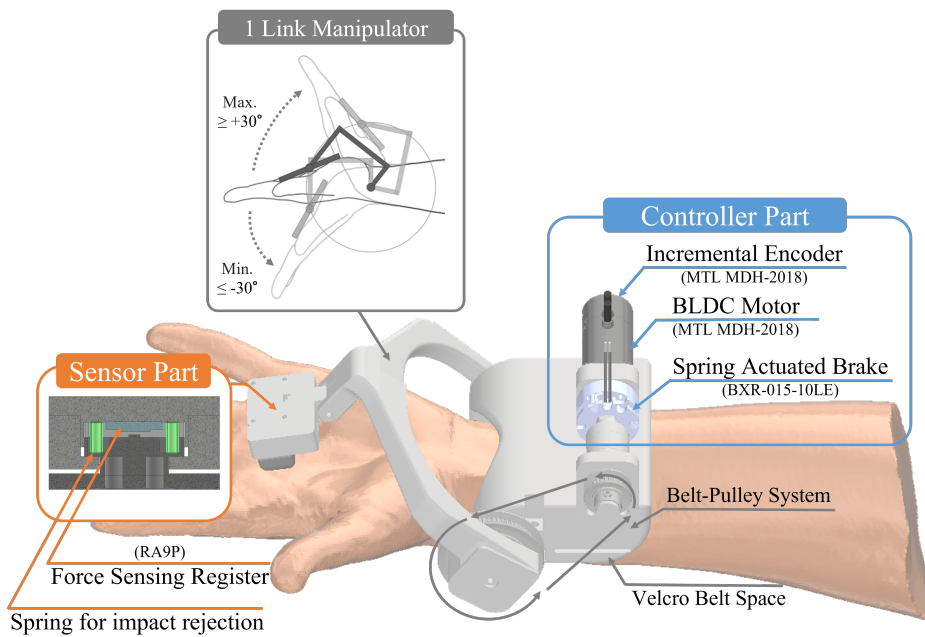 1 Link Manipulator
Max.
≥ +30°
Min.
≤ -30°
Controller Part
Incremental Encoder
(MTL MDH-2018)
BLDC Motor
(MTL MDH-2018)
Spring Actuated Brake
(BXR-015-10LE)
Sensor Part
(RA9P)
Force Sensing Register
Spring for impact rejection
Belt-Pulley System
Velcro Belt Space